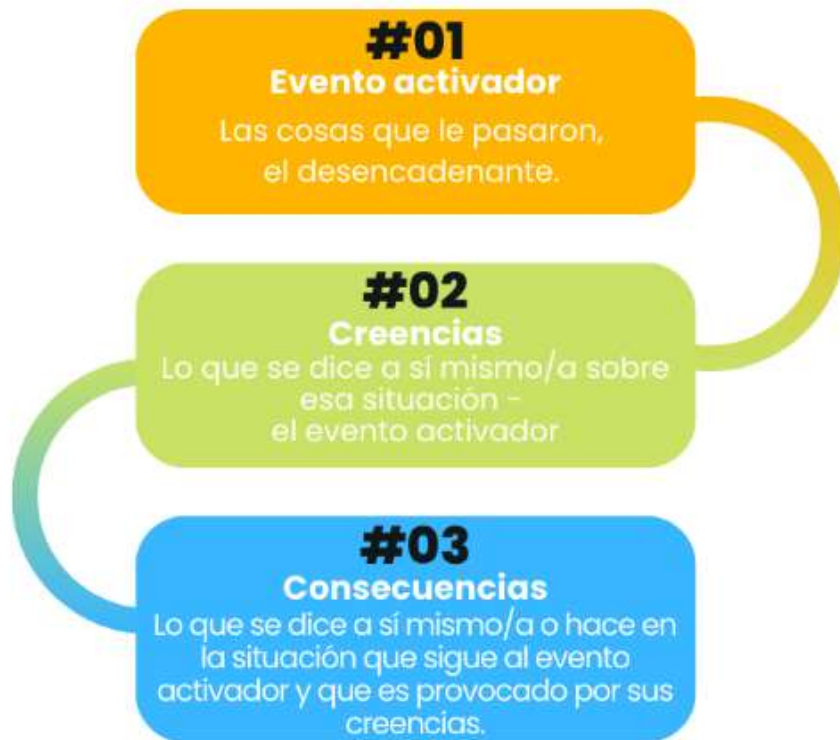 #01
Evento activador
Las cosas que le pasaron,
el desencadenante.
#02
Creencias
Lo que se dice a sí mismo/a sobre
esa situación -
el evento activador
#03
Consecuencias
Lo que se dice a sí mismo/a o hace en
la situación que sigue al evento
activador y que es provocado por sus
creencias.